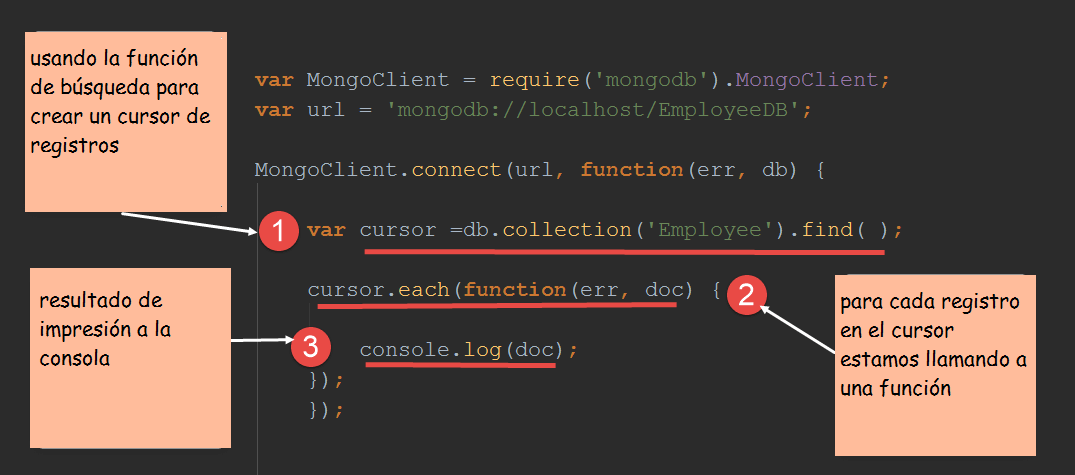 usando la función
de búsqueda para
crear un cursor de
registros
var MongoClient = require('mongodb').MongoClient;
var url = 'mongodb://localhost/EmployeeDB';
MongoClient.connect(url, function(err, db) {
1
var cursor =db.collection('Employee').find( );
resultado de
impresión a la
consola
cursor.each(function(err, doc) {
2
para cada registro
en el cursor
estamos llamando a
una función
3
console.log(doc);
});
});